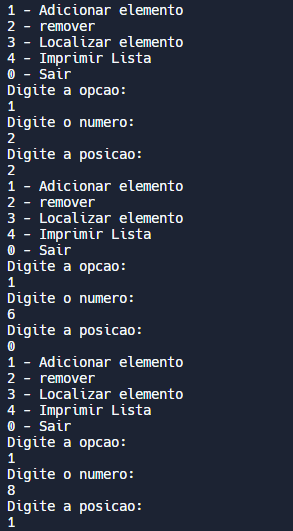 1 - Adicionar elemento
2 - remover
3 - Localizar elemento
4 - Imprimir Lista
0 - Sair
Digite a opcao:
1
Digite o numero:
2
Digite a posicao:
2
1 - Adicionar elemento
2 - remover
3 - Localizar elemento
4 - Imprimir Lista
0 - Sair
Digite a opcao:
1
Digite o numero:
6
Digite a posicao:
0
1 - Adicionar elemento
2 - remover
3 - Localizar elemento
4 - Imprimir Lista
0 - Sair
Digite a opcao:
1
Digite o numero:
8
Digite a posicao:
1